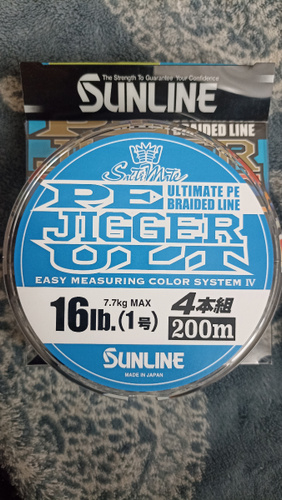 The Strength To Guarantee Your Confidence
SUNLINE
BRAIDED LINE
SaltiMate
PE ULTIMATE PE
BRAIDED LINE
JIGGER
ULT
EASY MEASURING COLOR SYSTEM IV
7.7kg MAX
16lb.(1号)
4本組
200m
SUNLINE
MADE IN JAPAN